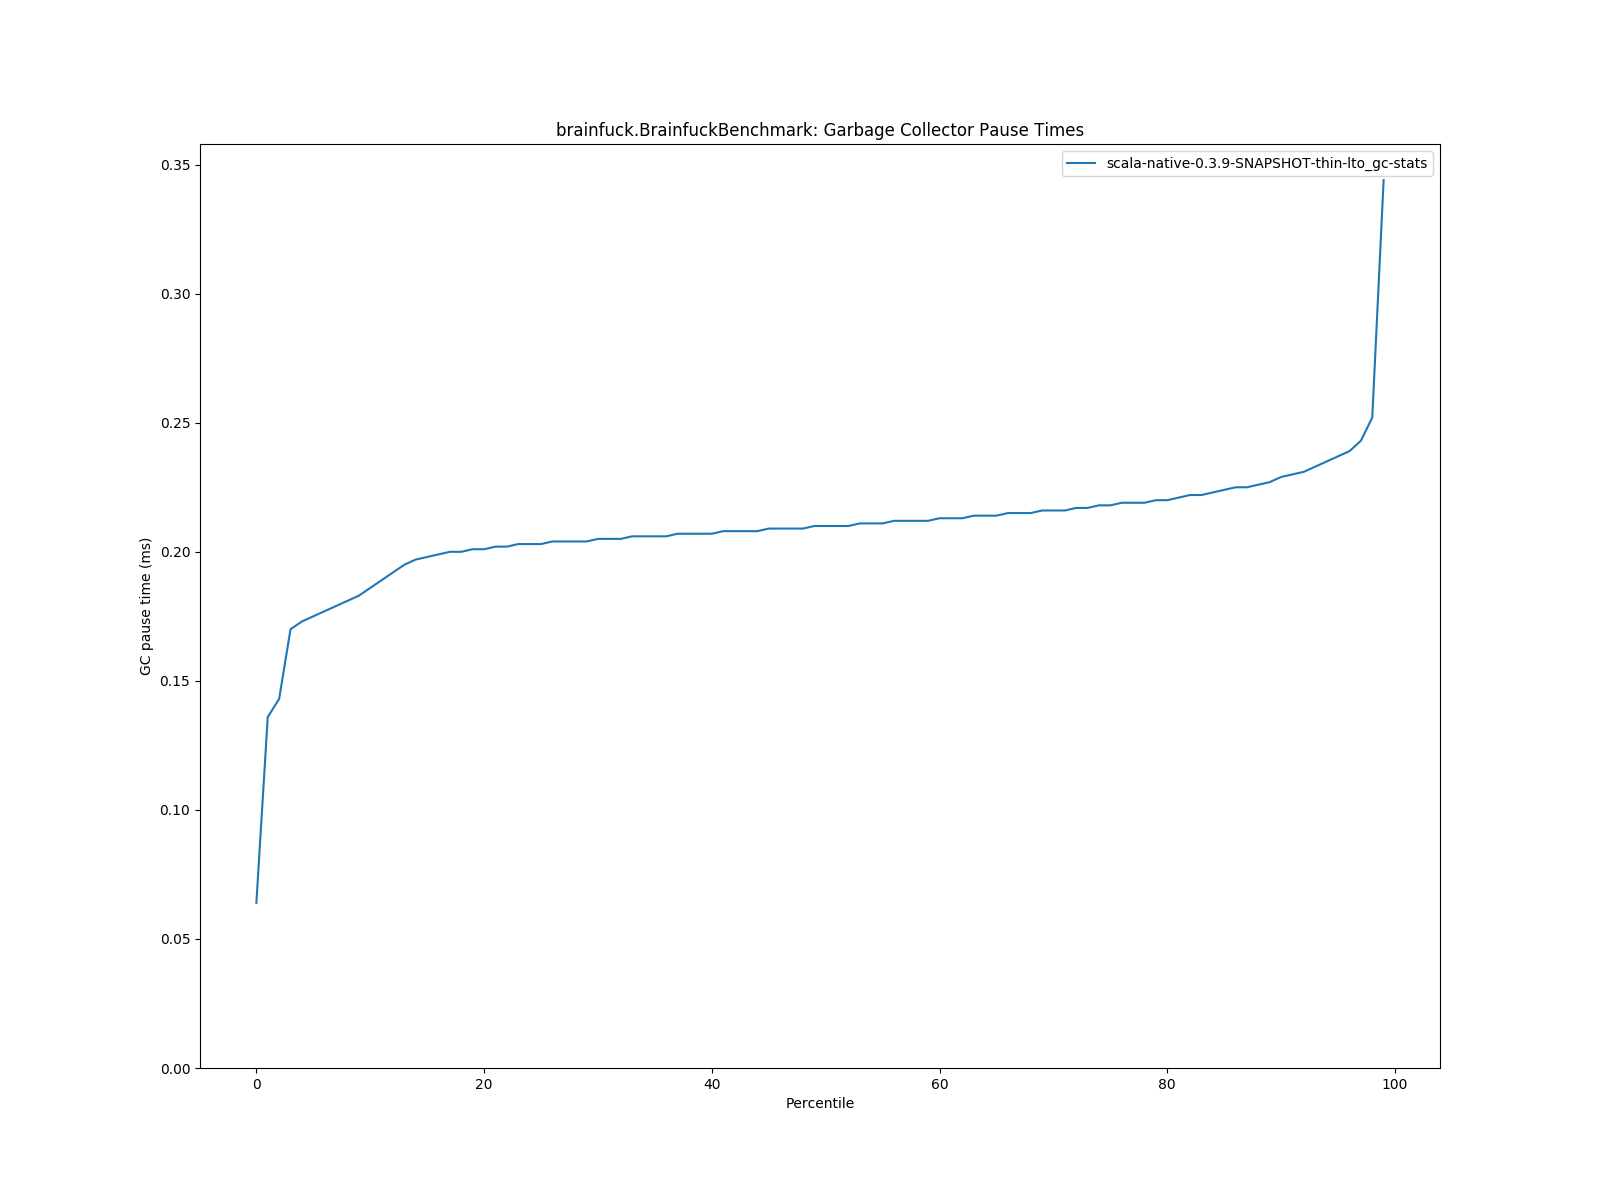 brainfuck.BrainfuckBenchmark: Garbage Collector Pause Times
scala-native-0.3.9-SNAPSHOT-thin-lto_gc-stats
0.35
0.30
0.25
0.20
0.15
0.10
0.05
0.00
GC pause time (ms)
0 20 40 60 80 100
Percentile